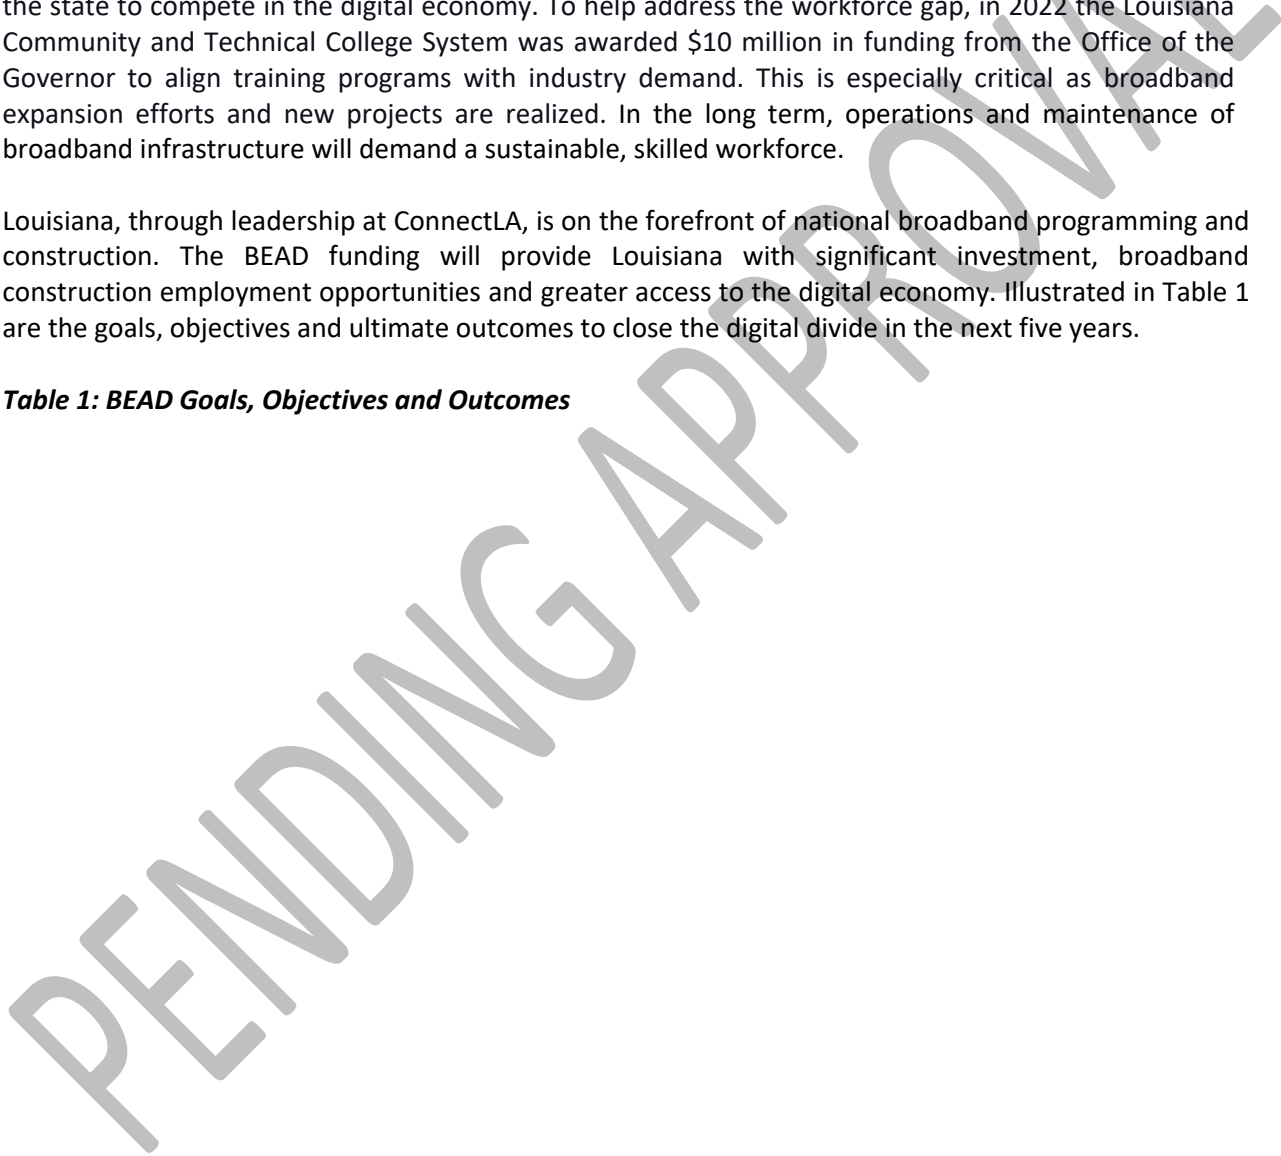 the state to compete in the digital economy. To help address the workforce gap, in 2022 the Louisiana
Community and Technical College System was awarded $10 million in funding from the Office of the
Governor to align training programs with industry demand. This is especially critical as broadband
expansion efforts and new projects are realized. In the long term, operations and maintenance of
broadband infrastructure will demand a sustainable, skilled workforce.
Louisiana, through leadership at ConnectLA, is on the forefront of national broadband programming and
construction. The BEAD funding will provide Louisiana with significant investment, broadband
construction employment opportunities and greater access to the digital economy. Illustrated in Table 1
are the goals, objectives and ultimate outcomes to close the digital divide in the next five years.
Table 1: BEAD Goals, Objectives and Outcomes
PENDING APPROVAL